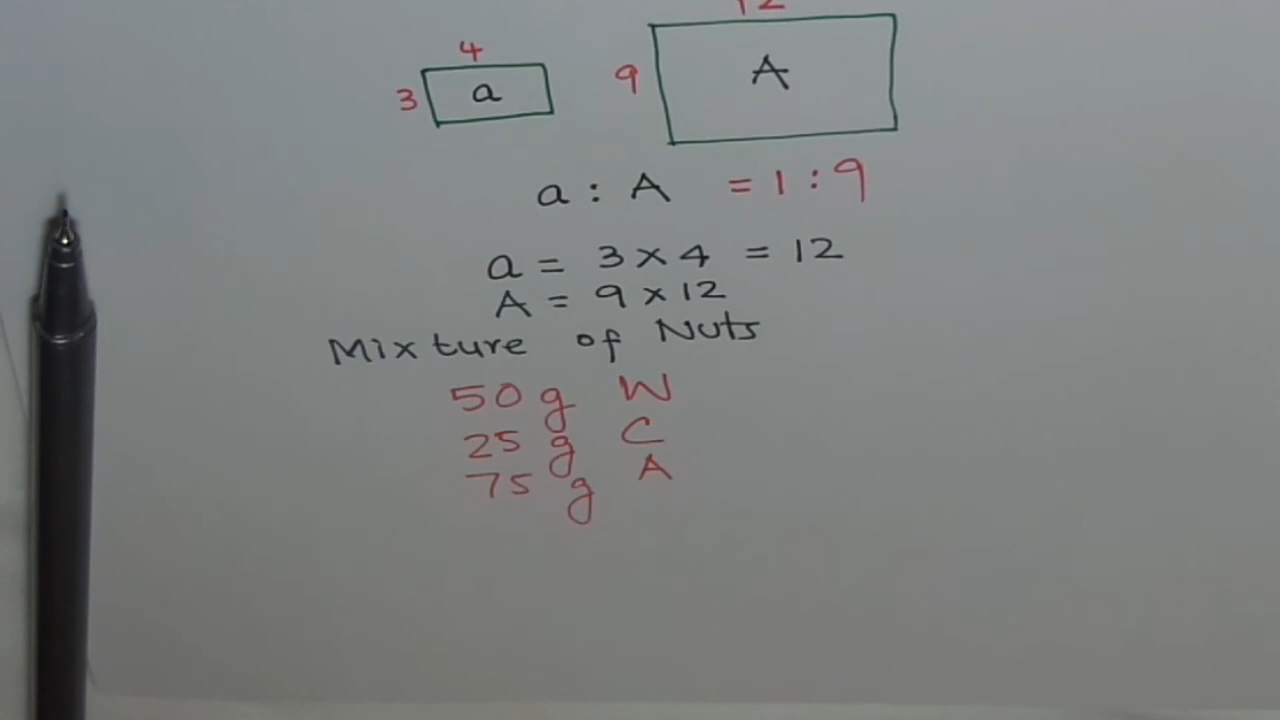 12
4
3 a
9 A
a : A = 1 : 9
a = 3 x 4 = 12
A = 9 x 12
Mixture of Nuts
50 g W
25 g C
75 g A